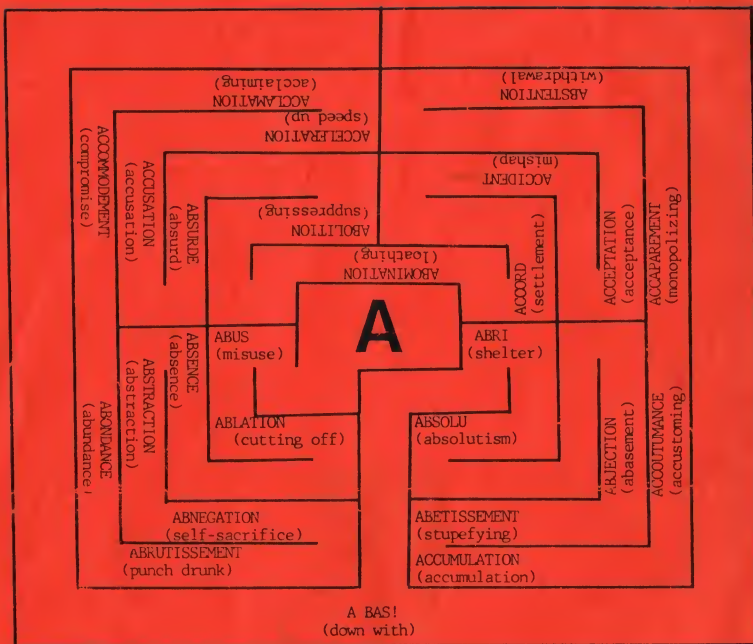 ACCLAMATION
(acclaiming)
ABSTENTION
(withdrawal)
ACCELERATION
(speed up)
ACCIDENT
(mishap)
ACCOMMODEMENT
(compromise)
ACCUSATION
(accusation)
ABSURDE
(absurd)
ABOLITION
(suppressing)
ABOMINATION
(loathing)
ACCORD
(settlement)
ACCEPTATION
(acceptance)
ACCAPAREMENT
(monopolizing)
A
ABUS
(misuse)
ABRI
(shelter)
ABSENCE
(absence)
ABSTRACTION
(abstraction)
ABONDANCE
(abundance)
ABLATION
(cutting off)
ABSOLU
(absolutism)
ABJECTION
(abasement)
ACCOUTUMANCE
(accustoming)
ABNEGATION
(self-sacrifice)
ABETISSEMENT
(stupefying)
ABRUTISSEMENT
(punch drunk)
ACCUMULATION
(accumulation)
A BAS!
(down with)